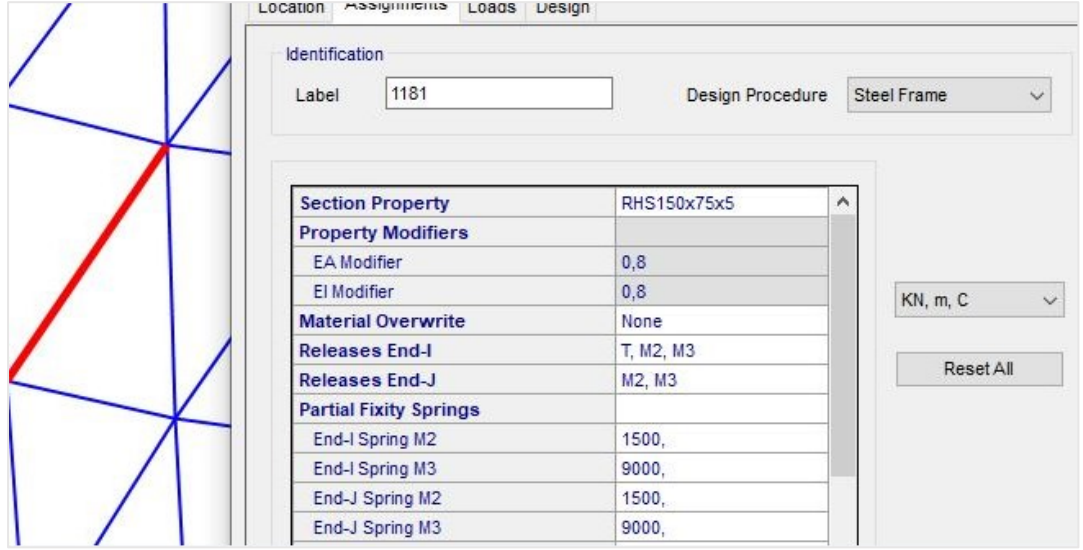 Location Assignments Loads Design
Identification
Label 1181 Design Procedure Steel Frame
Section Property RHS150x75x5
Property Modifiers
EA Modifier 0,8
EI Modifier 0,8
Material Overwrite None
Releases End-I T, M2, M3
Releases End-J M2, M3
Partial Fixity Springs
End-I Spring M2 1500,
End-I Spring M3 9000,
End-J Spring M2 1500,
End-J Spring M3 9000,
KN, m, C
Reset All